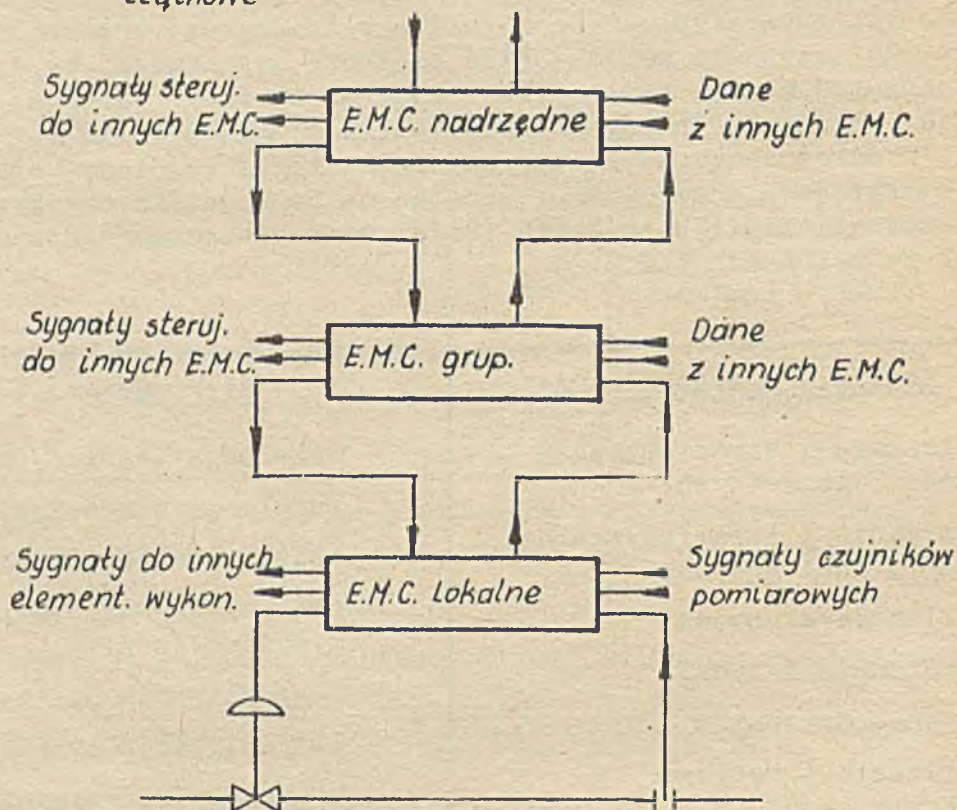 Sygnały steruj.
do innych E.M.C.
E.M.C. nadrzędne
Dane
z innych E.M.C.
Sygnały steruj.
do innych E.M.C.
E.M.C. grup.
Dane
z innych E.M.C.
Sygnały do innych
element. wykon.
E.M.C. lokalne
Sygnały czujników
pomiarowych